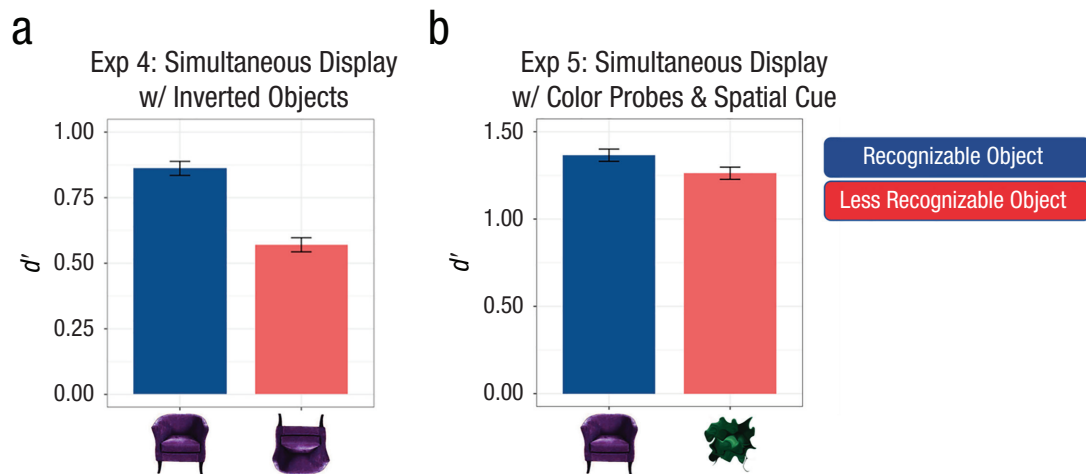 a
Exp 4: Simultaneous Display
w/ Inverted Objects
1.00
0.75
0.50
0.25
0.00
d′
b
Exp 5: Simultaneous Display
w/ Color Probes & Spatial Cue
1.50
1.00
0.50
0.00
d′
Recognizable Object
Less Recognizable Object